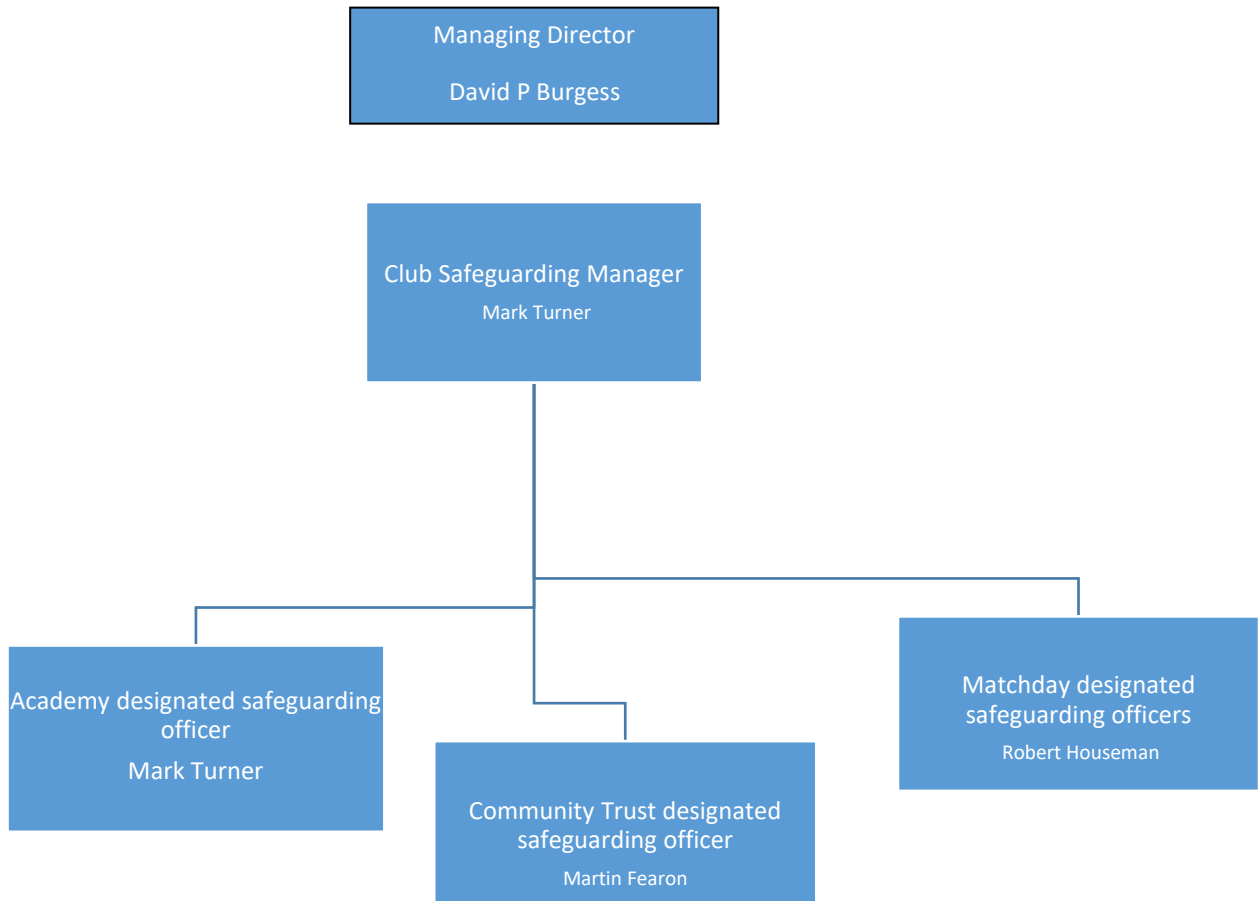 Managing Director
David P Burgess
Club Safeguarding Manager
Mark Turner
Academy designated safeguarding
officer
Mark Turner
Community Trust designated
safeguarding officer
Martin Fearon
Matchday designated
safeguarding officers
Robert Houseman